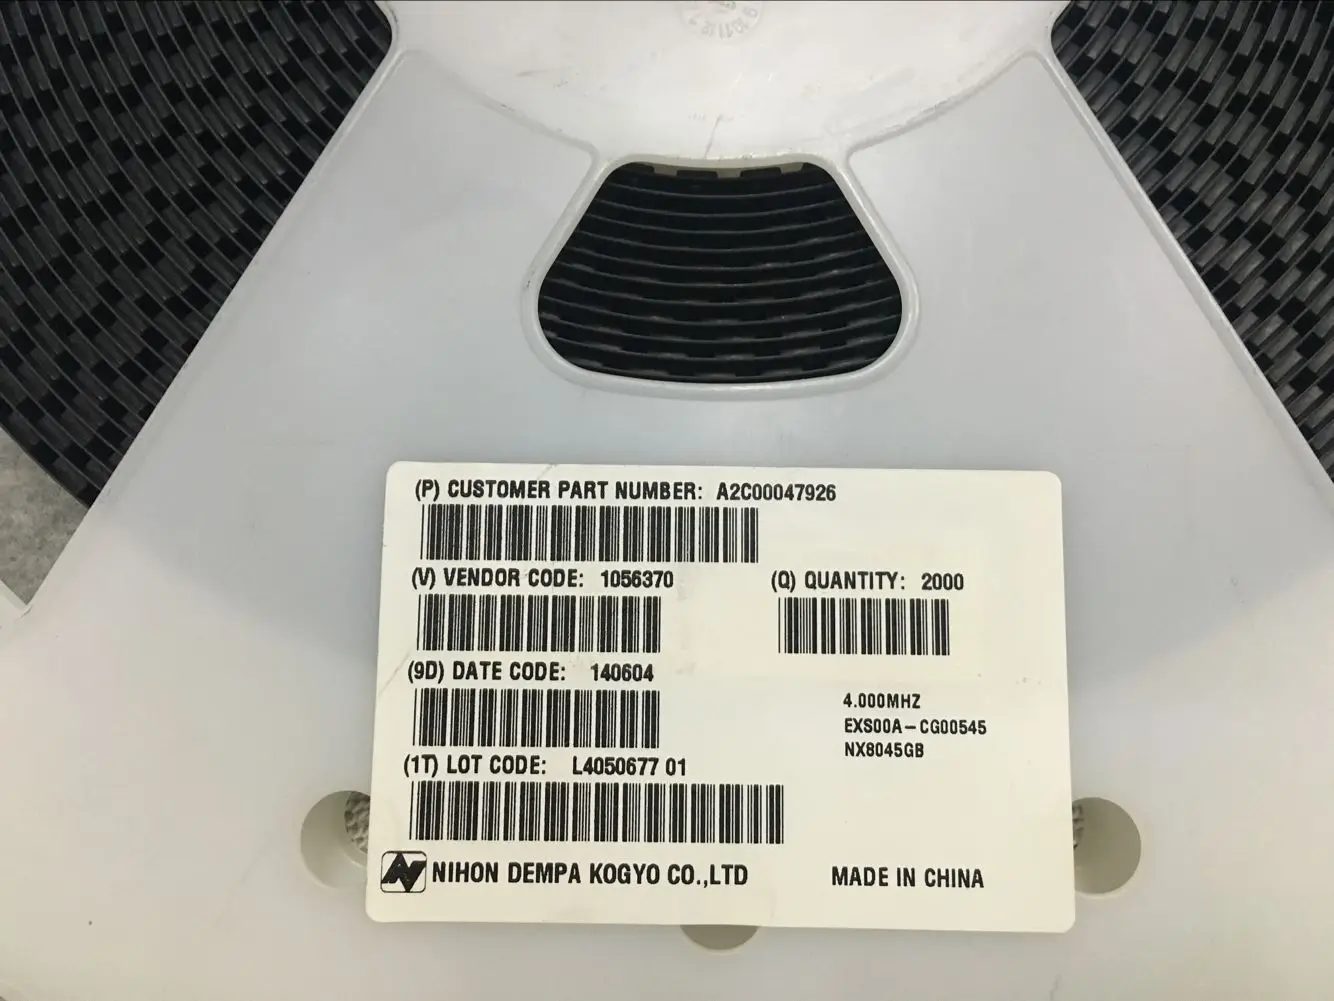 (P) CUSTOMER PART NUMBER: A2C00047926
(V) VENDOR CODE: 1056370
(Q) QUANTITY: 2000
(9D) DATE CODE: 140604
4.000MHZ
EXS00A-CG00545
NX8045GB
(1T) LOT CODE: L4050677 01
NIHON DEMPA KOGYO CO.,LTD
MADE IN CHINA